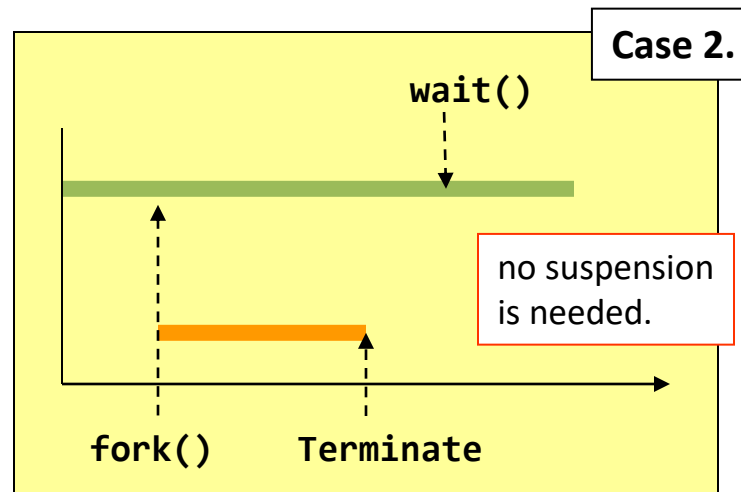 Case 2.
wait()
no suspension
is needed.
fork()
Terminate